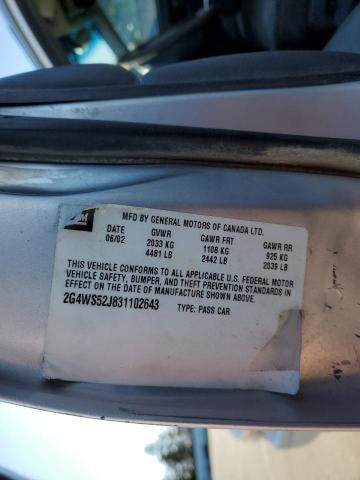 GM
MFD BY GENERAL MOTORS OF CANADA LTD.
DATE GVWR GAWR FRT GAWR RR
06/02 2033 KG 1108 KG 925 KG
4481 LB 2442 LB 2039 LB
THIS VEHICLE CONFORMS TO ALL APPLICABLE U.S. FEDERAL MOTOR
VEHICLE SAFETY, BUMPER, AND THEFT PREVENTION STANDARDS IN
EFFECT ON THE DATE OF MANUFACTURE SHOWN ABOVE.
2G4WS52J831102643 TYPE: PASS CAR